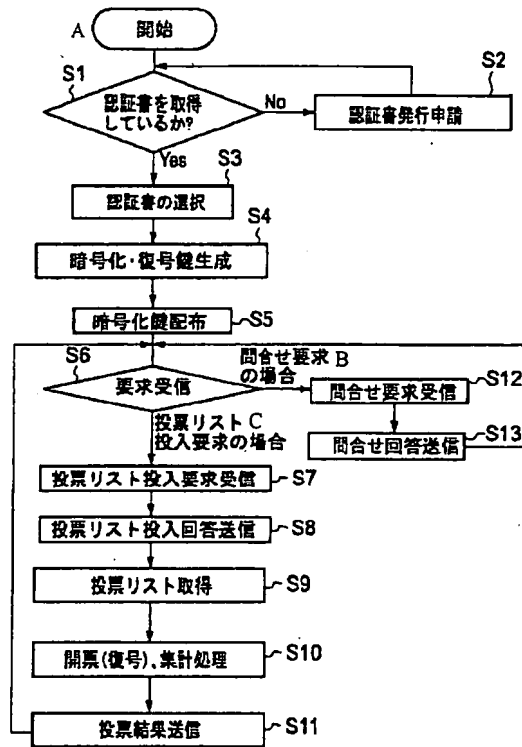 A 開始
S1
認証書を取得
しているか?
No
S2
認証書発行申請
Yes
S3
認証書の選択
S4
暗号化・復号鍵生成
暗号化鍵配布 S5
S6
要求受信
問合せ要求 B
の場合
問合せ要求受信 S12
問合せ回答送信 S13
投票リスト C
投入要求の場合
投票リスト投入要求受信 S7
投票リスト投入回答送信 S8
投票リスト取得 S9
開票(復号)、集計処理 S10
投票結果送信 S11